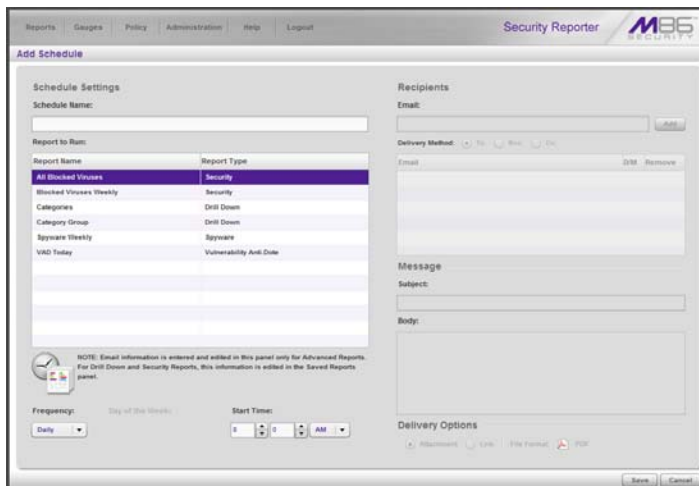 Reports Gauges Policy Administration Help Logout
Security Reporter
M86
SECURITY
Add Schedule
Schedule Settings
Schedule Name:
Report to Run:
Report Name Report Type
All Blocked Viruses Security
Blocked Viruses Weekly Security
Categories Drill Down
Category Group Drill Down
Spyware Weekly Spyware
VAD Today Vulnerability Anti.Dote
NOTE: Email information is entered and edited in this panel only for Advanced Reports.
For Drill Down and Security Reports, this information is edited in the Saved Reports
panel.
Frequency: Day of the Week: Start Time:
Daily 8 0 AM
Recipients
Email:
Add
Delivery Method: To Bcc Cc
Email D/M Remove
Message
Subject:
Body:
Delivery Options
Attachment Link File Format: PDF
Save Cancel